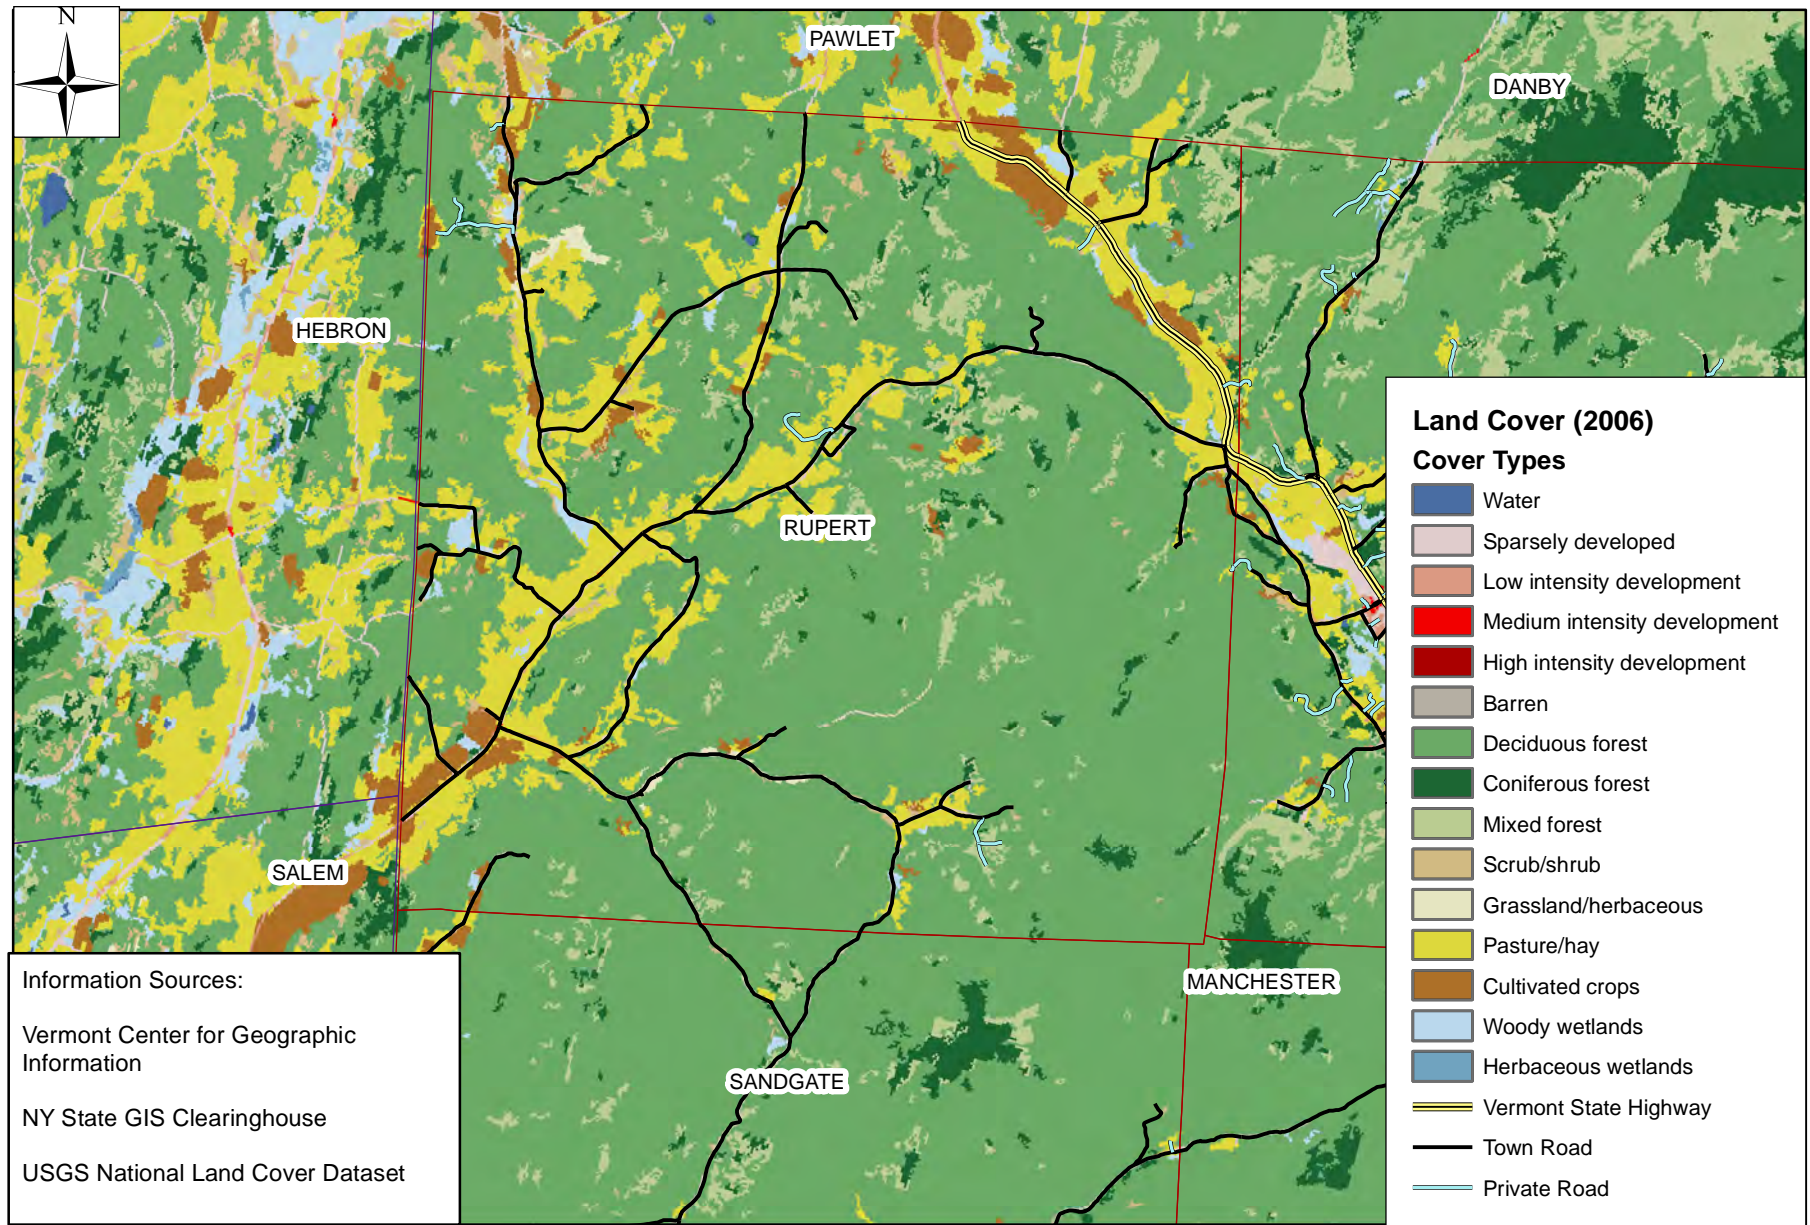 N
PAWLET
DANBY
HEBRON
RUPERT
SALEM
MANCHESTER
SANDGATE
Land Cover (2006)
Cover Types
Water
Sparsely developed
Low intensity development
Medium intensity development
High intensity development
Barren
Deciduous forest
Coniferous forest
Mixed forest
Scrub/shrub
Grassland/herbaceous
Pasture/hay
Cultivated crops
Woody wetlands
Herbaceous wetlands
Vermont State Highway
Town Road
Private Road
Information Sources:
Vermont Center for Geographic
Information
NY State GIS Clearinghouse
USGS National Land Cover Dataset